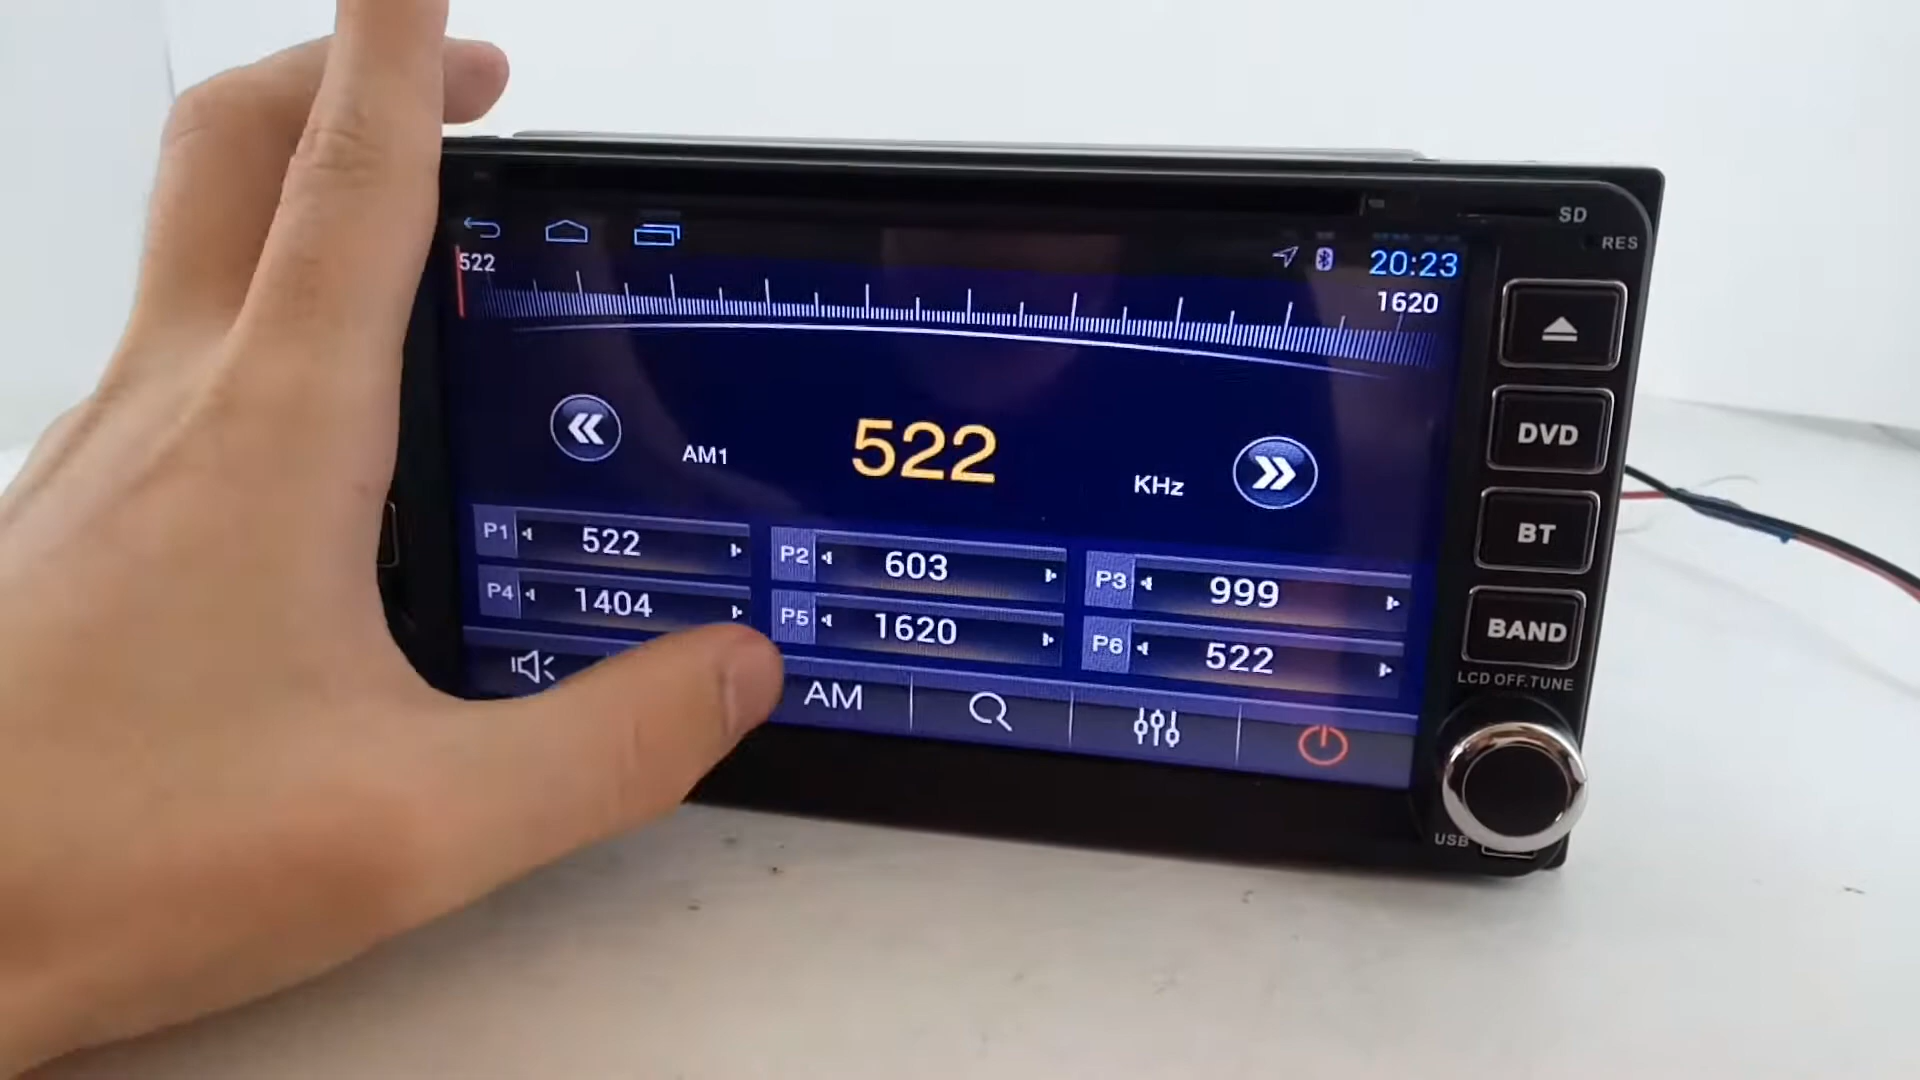 SD
RES
20:23
522
1620
AM1
522
KHz
P1 522
P2 603
P3 999
P4 1404
P5 1620
P6 522
AM
DVD
BT
BAND
LCD OFF.TUNE
USB